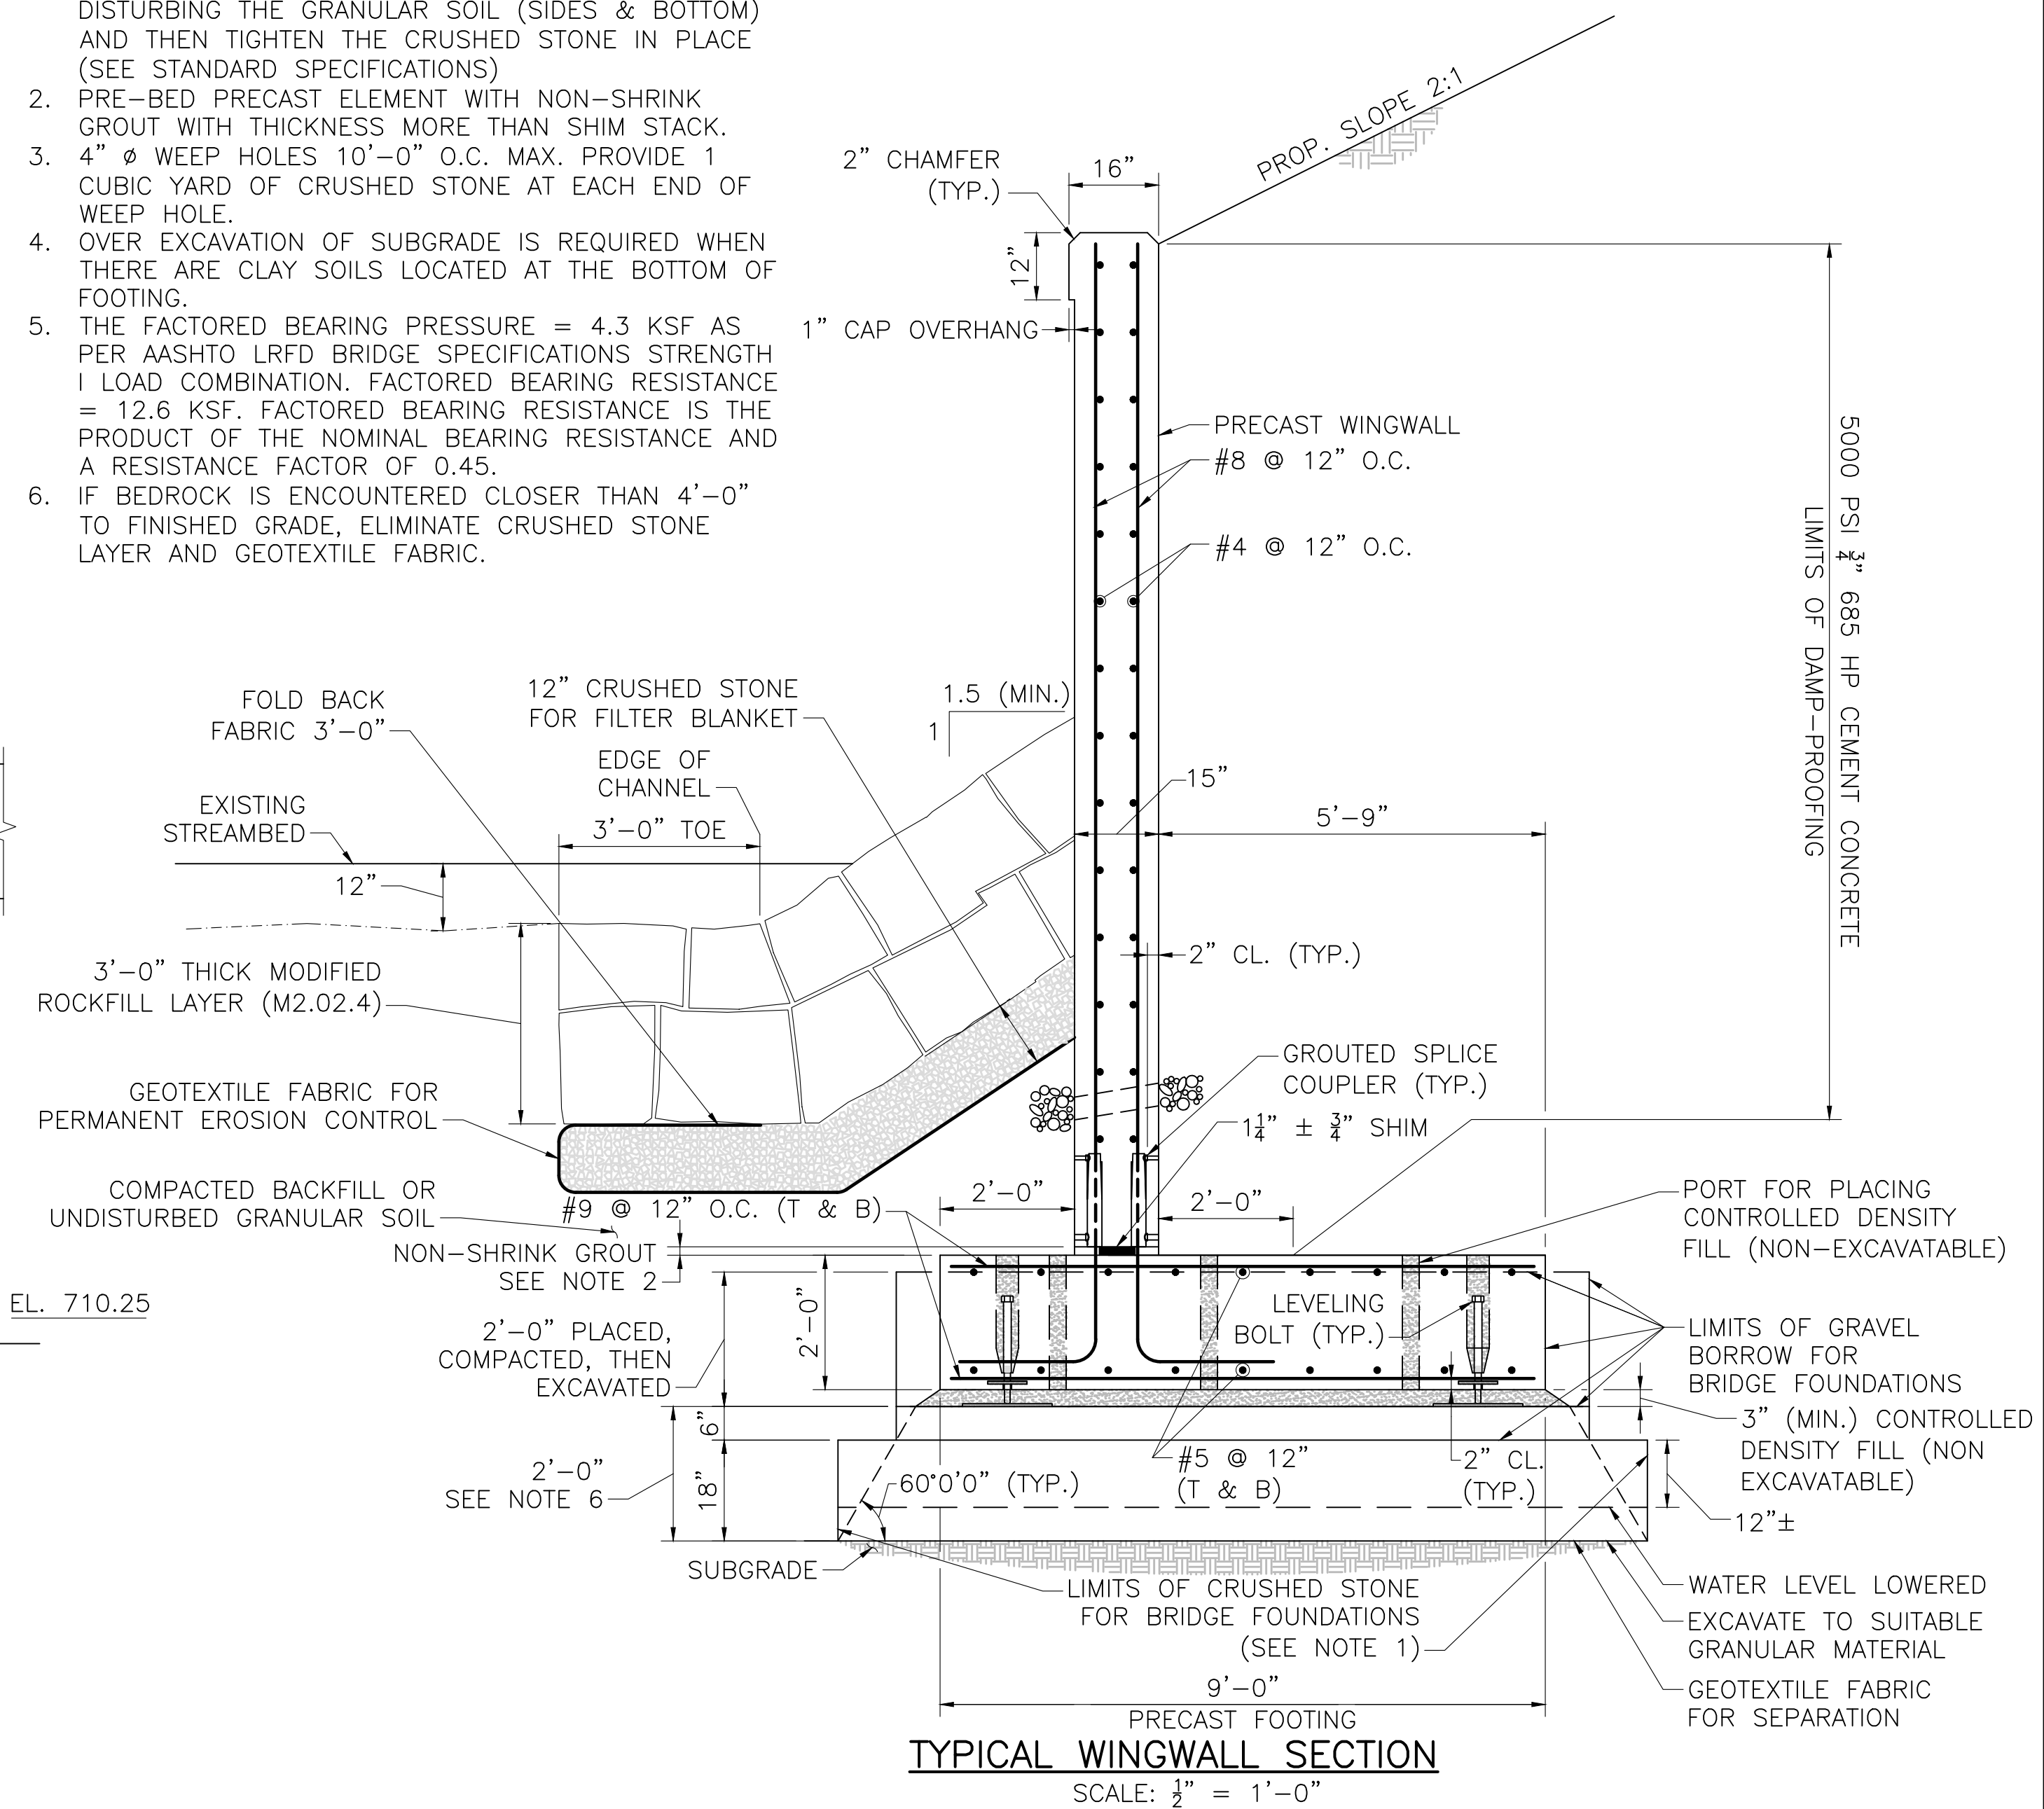 DISTURBING THE GRANULAR SOIL (SIDES & BOTTOM)
AND THEN TIGHTEN THE CRUSHED STONE IN PLACE
(SEE STANDARD SPECIFICATIONS)
2. PRE-BED PRECAST ELEMENT WITH NON-SHRINK
GROUT WITH THICKNESS MORE THAN SHIM STACK.
3. 4" ø WEEP HOLES 10'-0" O.C. MAX. PROVIDE 1
CUBIC YARD OF CRUSHED STONE AT EACH END OF
WEEP HOLE.
4. OVER EXCAVATION OF SUBGRADE IS REQUIRED WHEN
THERE ARE CLAY SOILS LOCATED AT THE BOTTOM OF
FOOTING.
5. THE FACTORED BEARING PRESSURE = 4.3 KSF AS
PER AASHTO LRFD BRIDGE SPECIFICATIONS STRENGTH
I LOAD COMBINATION. FACTORED BEARING RESISTANCE
= 12.6 KSF. FACTORED BEARING RESISTANCE IS THE
PRODUCT OF THE NOMINAL BEARING RESISTANCE AND
A RESISTANCE FACTOR OF 0.45.
6. IF BEDROCK IS ENCOUNTERED CLOSER THAN 4'-0"
TO FINISHED GRADE, ELIMINATE CRUSHED STONE
LAYER AND GEOTEXTILE FABRIC.
PROP. SLOPE 2:1
2" CHAMFER
(TYP.)
16"
12"
1" CAP OVERHANG
PRECAST WINGWALL
#8 @ 12" O.C.
#4 @ 12" O.C.
5000 PSI ¾" 685 HP CEMENT CONCRETE
LIMITS OF DAMP-PROOFING
FOLD BACK
FABRIC 3'-0"
12" CRUSHED STONE
FOR FILTER BLANKET
1.5 (MIN.)
1
EDGE OF
CHANNEL
EXISTING
STREAMBED
3'-0" TOE
15"
5'-9"
12"
2" CL. (TYP.)
3'-0" THICK MODIFIED
ROCKFILL LAYER (M2.02.4)
GROUTED SPLICE
COUPLER (TYP.)
GEOTEXTILE FABRIC FOR
PERMANENT EROSION CONTROL
1¼" ± ¾" SHIM
COMPACTED BACKFILL OR
UNDISTURBED GRANULAR SOIL
#9 @ 12" O.C. (T & B)
2'-0"
2'-0"
PORT FOR PLACING
CONTROLLED DENSITY
FILL (NON-EXCAVATABLE)
NON-SHRINK GROUT
SEE NOTE 2
EL. 710.25
2'-0"
LEVELING
BOLT (TYP.)
2'-0" PLACED,
COMPACTED, THEN
EXCAVATED
LIMITS OF GRAVEL
BORROW FOR
BRIDGE FOUNDATIONS
6"
3" (MIN.) CONTROLLED
DENSITY FILL (NON
EXCAVATABLE)
2'-0"
SEE NOTE 6
18"
60°0'0" (TYP.)
#5 @ 12"
(T & B)
2" CL.
(TYP.)
12"±
SUBGRADE
LIMITS OF CRUSHED STONE
FOR BRIDGE FOUNDATIONS
(SEE NOTE 1)
WATER LEVEL LOWERED
EXCAVATE TO SUITABLE
GRANULAR MATERIAL
GEOTEXTILE FABRIC
FOR SEPARATION
9'-0"
PRECAST FOOTING
TYPICAL WINGWALL SECTION
SCALE: ½" = 1'-0"